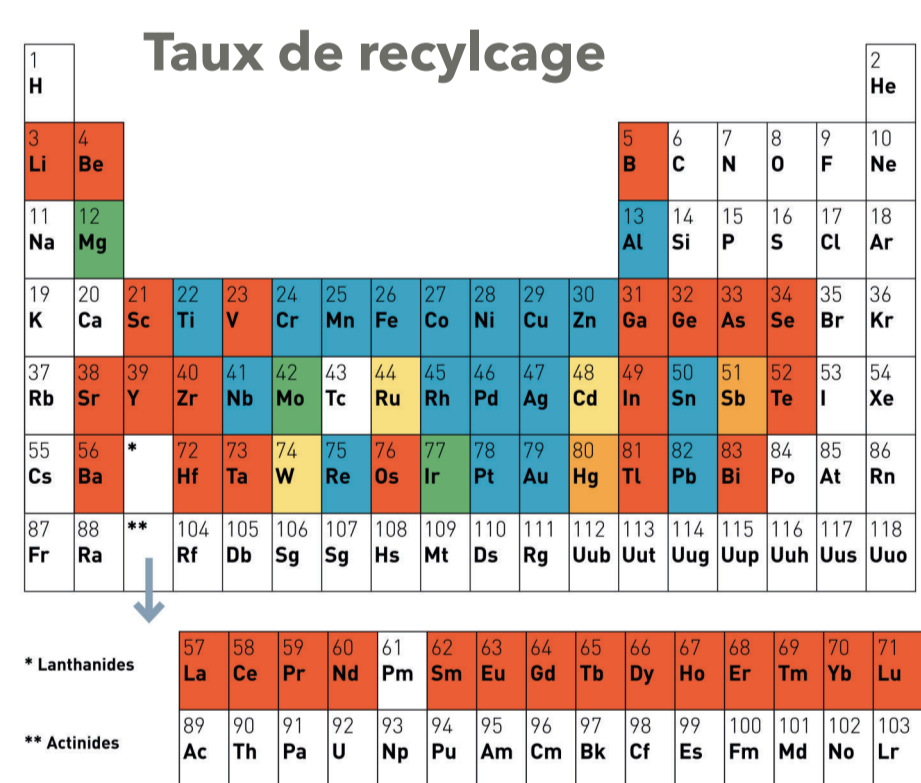 Taux de recylcage
1 2
H He
3 4 5 6 7 8 9 10
Li Be B C N O F Ne
11 12 13 14 15 16 17 18
Na Mg Al Si P S Cl Ar
19 20 21 22 23 24 25 26 27 28 29 30 31 32 33 34 35 36
K Ca Sc Ti V Cr Mn Fe Co Ni Cu Zn Ga Ge As Se Br Kr
37 38 39 40 41 42 43 44 45 46 47 48 49 50 51 52 53 54
Rb Sr Y Zr Nb Mo Tc Ru Rh Pd Ag Cd In Sn Sb Te I Xe
55 56 * 72 73 74 75 76 77 78 79 80 81 82 83 84 85 86
Cs Ba Hf Ta W Re Os Ir Pt Au Hg Tl Pb Bi Po At Rn
87 88 ** 104 105 106 107 108 109 110 111 112 113 114 115 116 117 118
Fr Ra Rf Db Sg Sg Hs Mt Ds Rg Uub Uut Uug Uup Uuh Uus Uuo
* Lanthanides
57 58 59 60 61 62 63 64 65 66 67 68 69 70 71
La Ce Pr Nd Pm Sm Eu Gd Tb Dy Ho Er Tm Yb Lu
** Actinides
89 90 91 92 93 94 95 96 97 98 99 100 101 102 103
Ac Th Pa U Np Pu Am Cm Bk Cf Es Fm Md No Lr